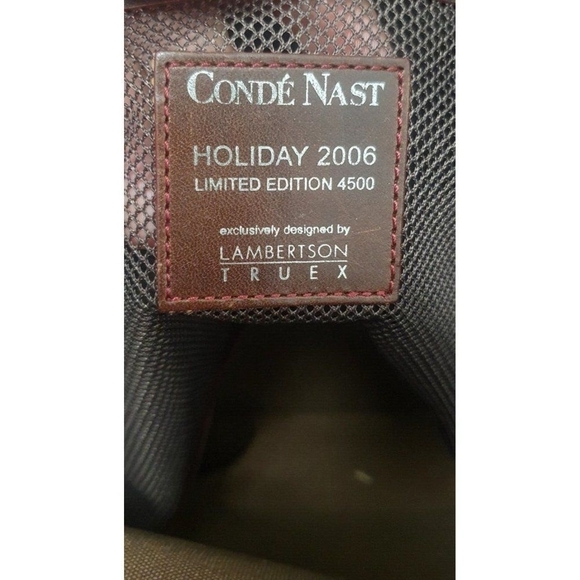 CONDÉ NAST
HOLIDAY 2006
LIMITED EDITION 4500
exclusively designed by
LAMBERTSON
TRUEX